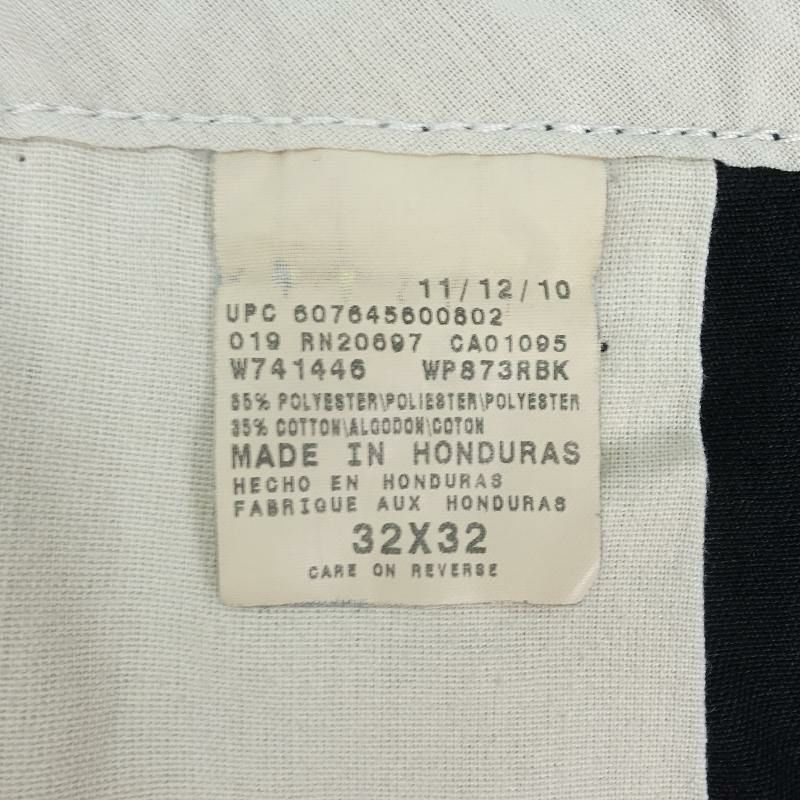 11/12/10
UPC 607645600802
019 RN20697 CA01095
W741446 WP873RBK
65% POLYESTER\POLIESTER\POLYESTER
35% COTTON\ALGODON\COTON
MADE IN HONDURAS
HECHO EN HONDURAS
FABRIQUE AUX HONDURAS
32X32
CARE ON REVERSE